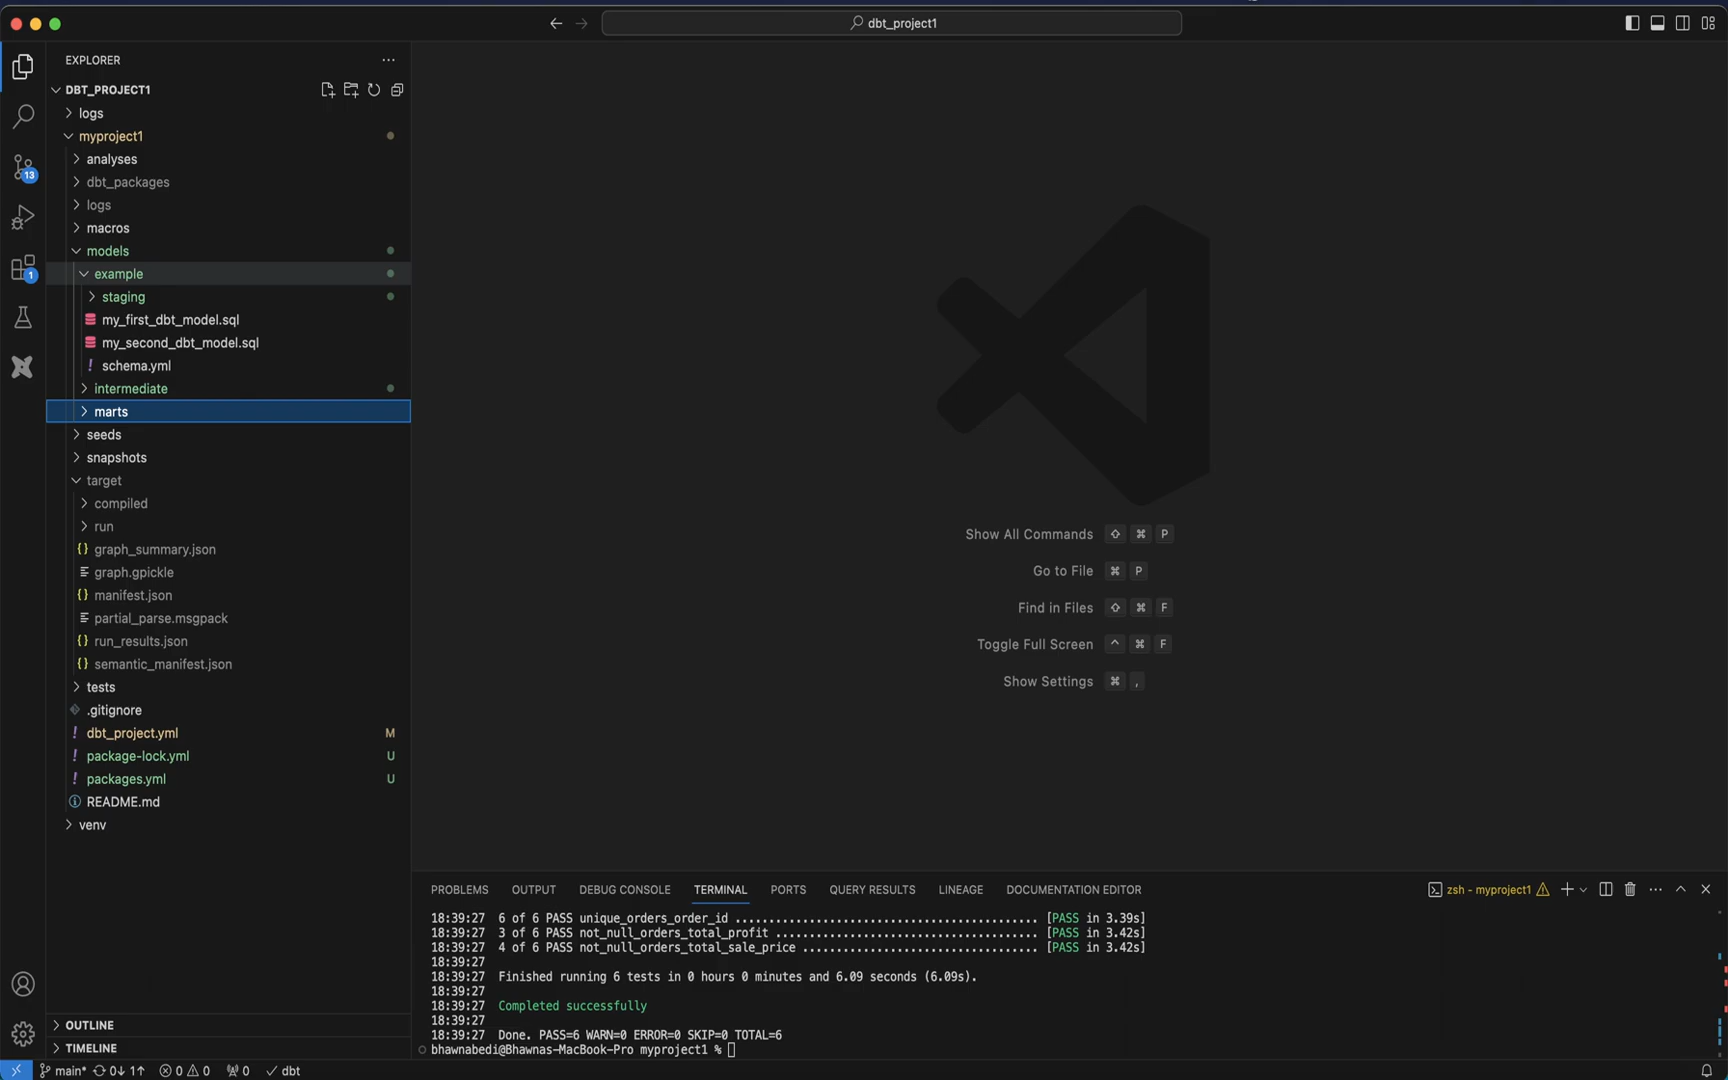 dbt_project1
EXPLORER
DBT_PROJECT1
logs
myproject1
analyses
dbt_packages
logs
macros
models
example
staging
my_first_dbt_model.sql
my_second_dbt_model.sql
! schema.yml
intermediate
marts
seeds
snapshots
target
compiled
run
{} graph_summary.json
graph.gpickle
{} manifest.json
partial_parse.msgpack
{} run_results.json
{} semantic_manifest.json
tests
.gitignore
! dbt_project.yml M
! package-lock.yml U
! packages.yml U
README.md
venv
OUTLINE
TIMELINE
13
1
Show All Commands ⇧ ⌘ P
Go to File ⌘ P
Find in Files ⇧ ⌘ F
Toggle Full Screen ^ ⌘ F
Show Settings ⌘ ,
PROBLEMS OUTPUT DEBUG CONSOLE TERMINAL PORTS QUERY RESULTS LINEAGE DOCUMENTATION EDITOR zsh - myproject1
18:39:27 6 of 6 PASS unique_orders_order_id ......................................... [PASS in 3.39s]
18:39:27 3 of 6 PASS not_null_orders_total_profit ................................... [PASS in 3.42s]
18:39:27 4 of 6 PASS not_null_orders_total_sale_price ............................... [PASS in 3.42s]
18:39:27
18:39:27 Finished running 6 tests in 0 hours 0 minutes and 6.09 seconds (6.09s).
18:39:27
18:39:27 Completed successfully
18:39:27
18:39:27 Done. PASS=6 WARN=0 ERROR=0 SKIP=0 TOTAL=6
bhawnabedi@Bhawnas-MacBook-Pro myproject1 %
main* 0↓ 1↑ 0 0 0 dbt